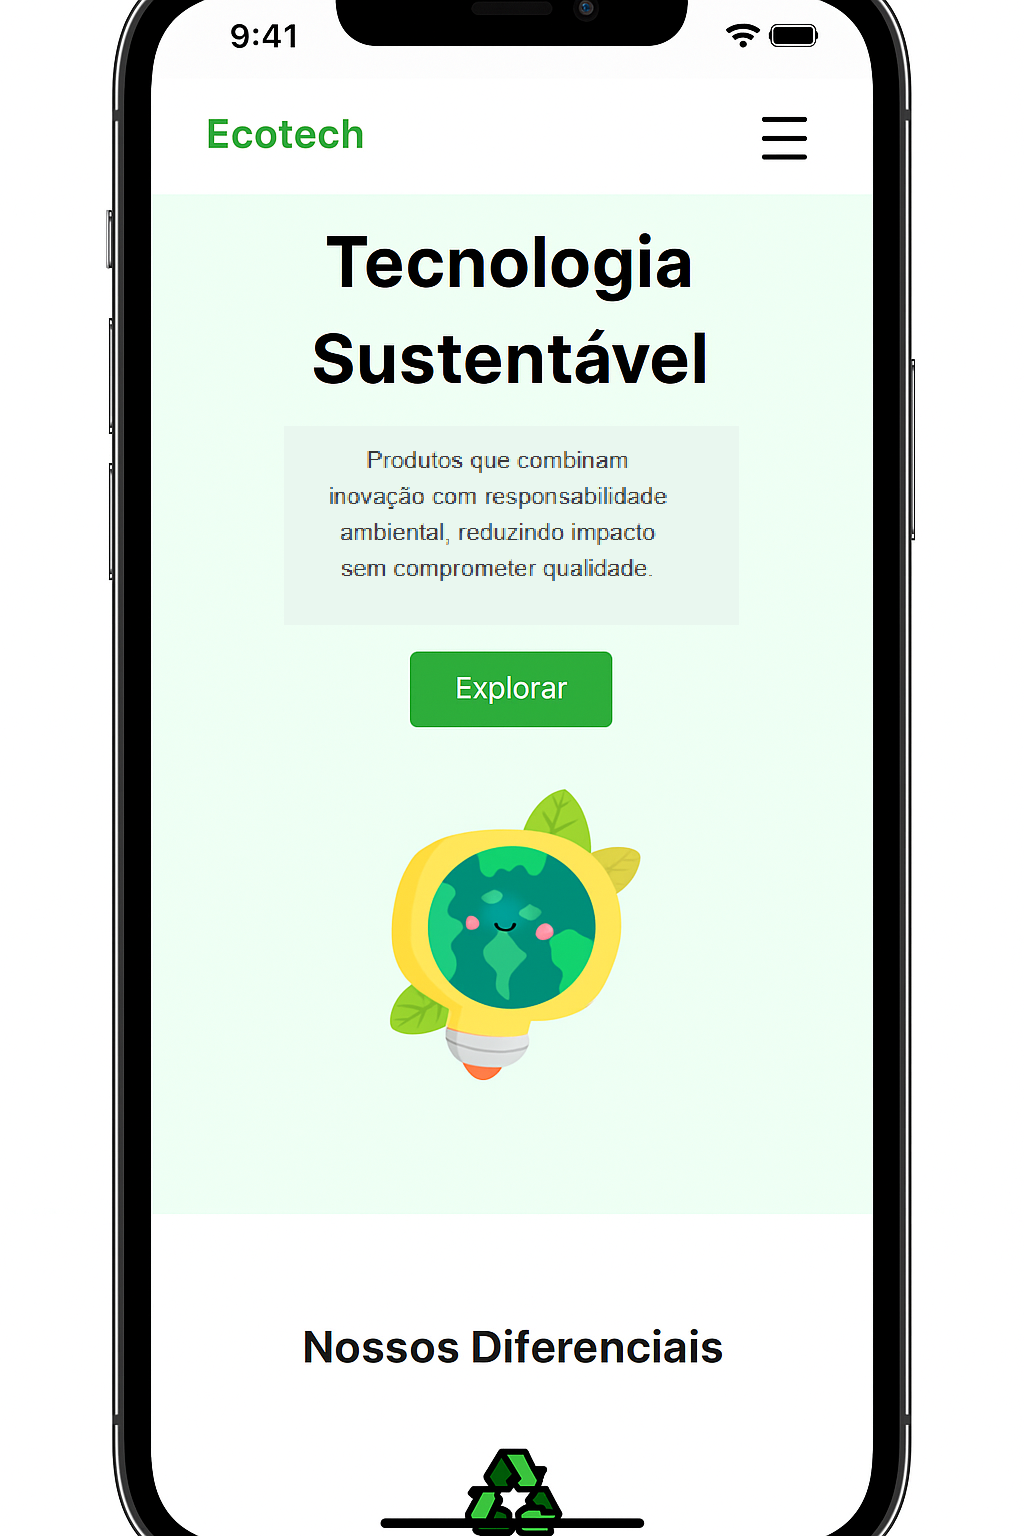 9:41
Ecotech
Tecnologia
Sustentável
Produtos que combinam
inovação com responsabilidade
ambiental, reduzindo impacto
sem comprometer qualidade.
Explorar
Nossos Diferenciais